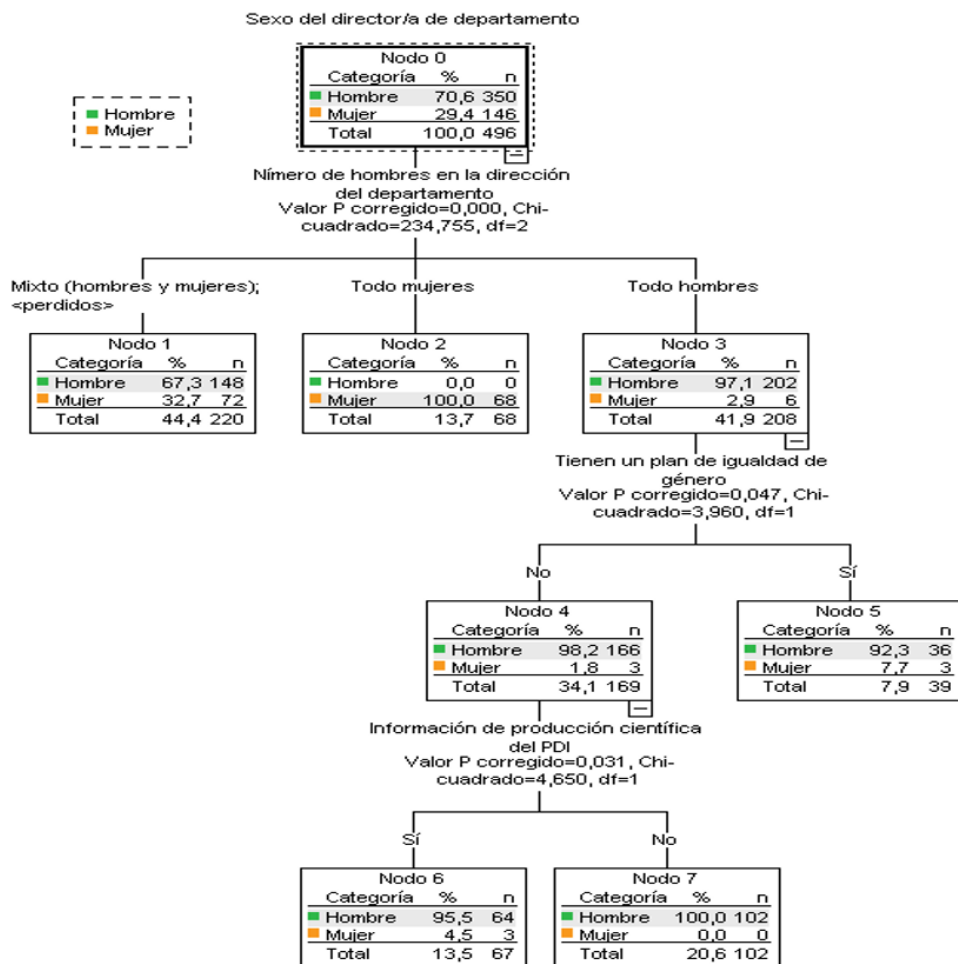 Sexo del director/a de departamento
Hombre
Mujer
Nodo 0
Categoría % n
Hombre 70,6 350
Mujer 29,4 146
Total 100,0 496
Nímero de hombres en la dirección
del departamento
Valor P corregido=0,000, Chi-
cuadrado=234,755, df=2
Mixto (hombres y mujeres);
<perdidos>
Todo mujeres
Todo hombres
Nodo 1
Categoría % n
Hombre 67,3 148
Mujer 32,7 72
Total 44,4 220
Nodo 2
Categoría % n
Hombre 0,0 0
Mujer 100,0 68
Total 13,7 68
Nodo 3
Categoría % n
Hombre 97,1 202
Mujer 2,9 6
Total 41,9 208
Tienen un plan de igualdad de
género
Valor P corregido=0,047, Chi-
cuadrado=3,960, df=1
No
Sí
Nodo 4
Categoría % n
Hombre 98,2 166
Mujer 1,8 3
Total 34,1 169
Nodo 5
Categoría % n
Hombre 92,3 36
Mujer 7,7 3
Total 7,9 39
Información de producción científica
del PDI
Valor P corregido=0,031, Chi-
cuadrado=4,650, df=1
Sí
No
Nodo 6
Categoría % n
Hombre 95,5 64
Mujer 4,5 3
Total 13,5 67
Nodo 7
Categoría % n
Hombre 100,0 102
Mujer 0,0 0
Total 20,6 102